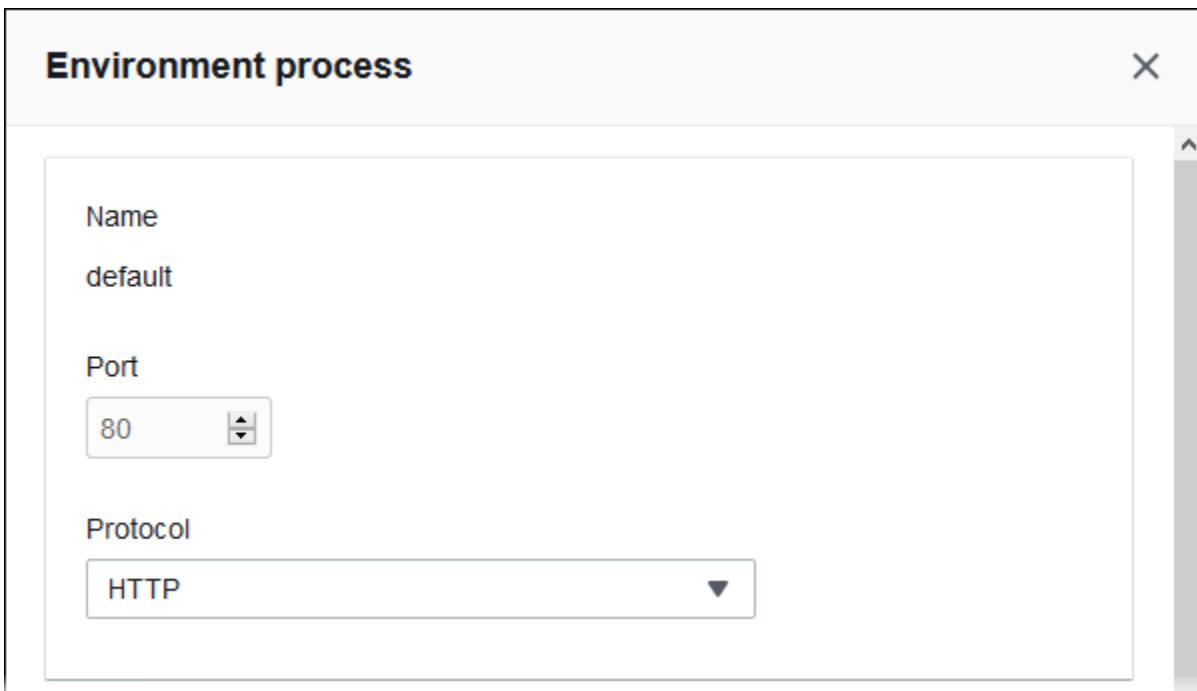 Environment process
Name
default
Port
80
Protocol
HTTP